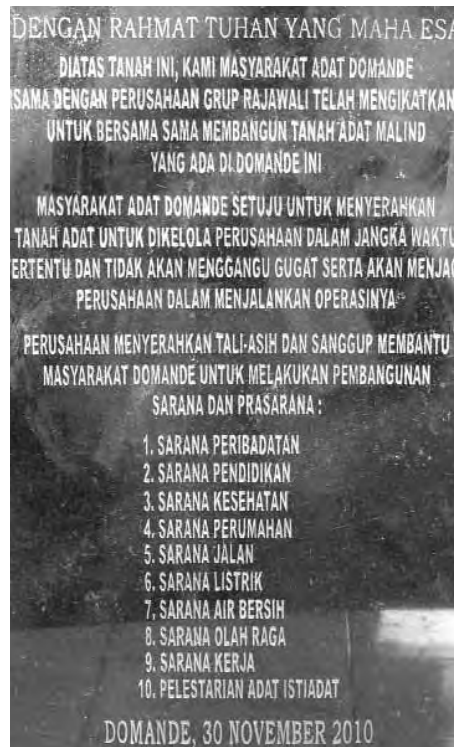 DENGAN RAHMAT TUHAN YANG MAHA ESA
DIATAS TANAH INI, KAMI MASYARAKAT ADAT DOMANDE
RSAMA DENGAN PERUSAHAAN GRUP RAJAWALI TELAH MENGIKATKAN
UNTUK BERSAMA SAMA MEMBANGUN TANAH ADAT MALIND
YANG ADA DI DOMANDE INI
MASYARAKAT ADAT DOMANDE SETUJU UNTUK MENYERAHKAN
TANAH ADAT UNTUK DIKELOLA PERUSAHAAN DALAM JANGKA WAKTU
ERTENTU DAN TIDAK AKAN MENGGANGU GUGAT SERTA AKAN MENJAG
PERUSAHAAN DALAM MENJALANKAN OPERASINYA
PERUSAHAAN MENYERAHKAN TALI-ASIH DAN SANGGUP MEMBANTU
MASYARAKAT DOMANDE UNTUK MELAKUKAN PEMBANGUNAN
SARANA DAN PRASARANA :
1. SARANA PERIBADATAN
2. SARANA PENDIDIKAN
3. SARANA KESEHATAN
4. SARANA PERUMAHAN
5. SARANA JALAN
6. SARANA LISTRIK
7, SARANA AIR BERSIH
8. SARANA OLAH RAGA
9. SARANA KERJA
10. PELESTARIAN ADAT ISTIADAT
DOMANDE, 30 NOVEMBER 2010